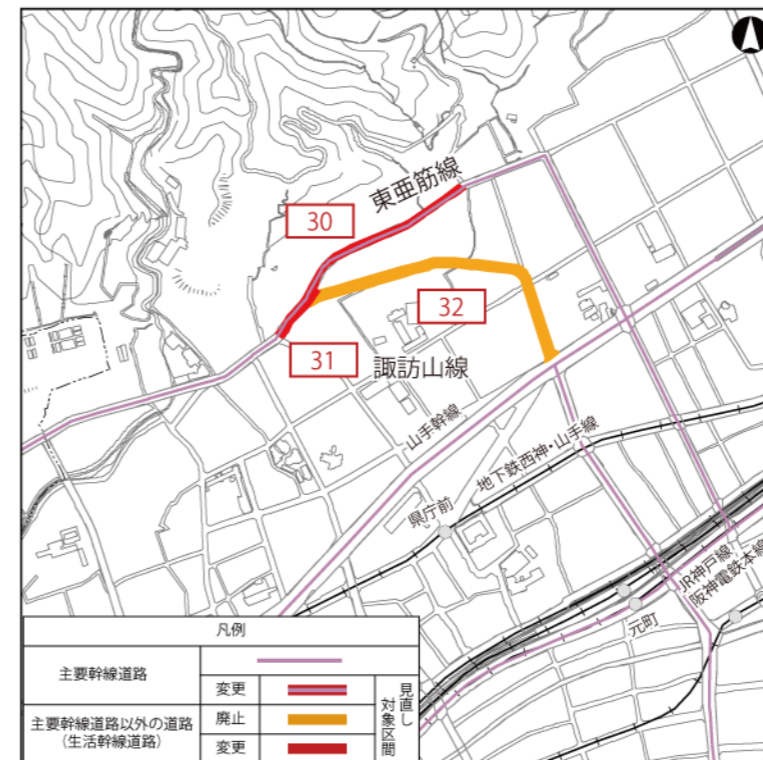 東亜筋線
30
32
31
諏訪山線
山手幹線
地下鉄西神・山手線
県庁前
JR神戸線
阪神電鉄本線
元町
凡例
主要幹線道路
変更
主要幹線道路以外の道路
(生活幹線道路)
廃止
変更
見直し
対象区間